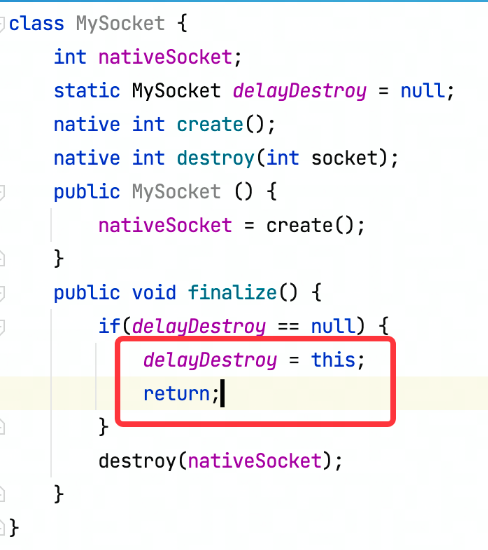 class MySocket {
    int nativeSocket;
    static MySocket delayDestroy = null;
    native int create();
    native int destroy(int socket);
    public MySocket () {
        nativeSocket = create();
    }
    public void finalize() {
        if(delayDestroy == null) {
            delayDestroy = this;
            return;
        }
        destroy(nativeSocket);
    }
}